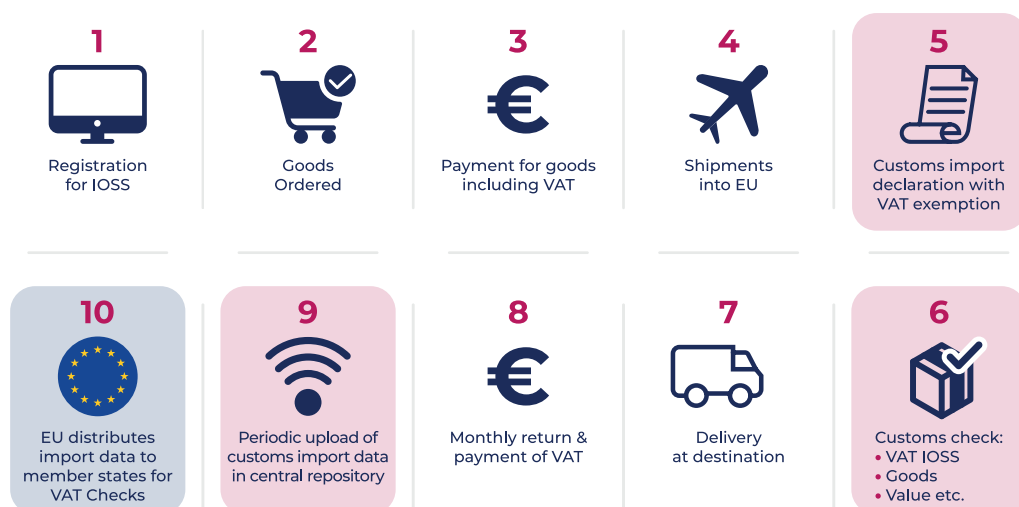 1
Registration
for IOSS
2
Goods
Ordered
3
€
Payment for goods
including VAT
4
Shipments
into EU
5
Customs import
declaration with
VAT exemption
10
EU distributes
import data to
member states for
VAT Checks
9
Periodic upload of
customs import data
in central repository
8
€
Monthly return &
payment of VAT
7
Delivery
at destination
6
Customs check:
• VAT IOSS
• Goods
• Value etc.